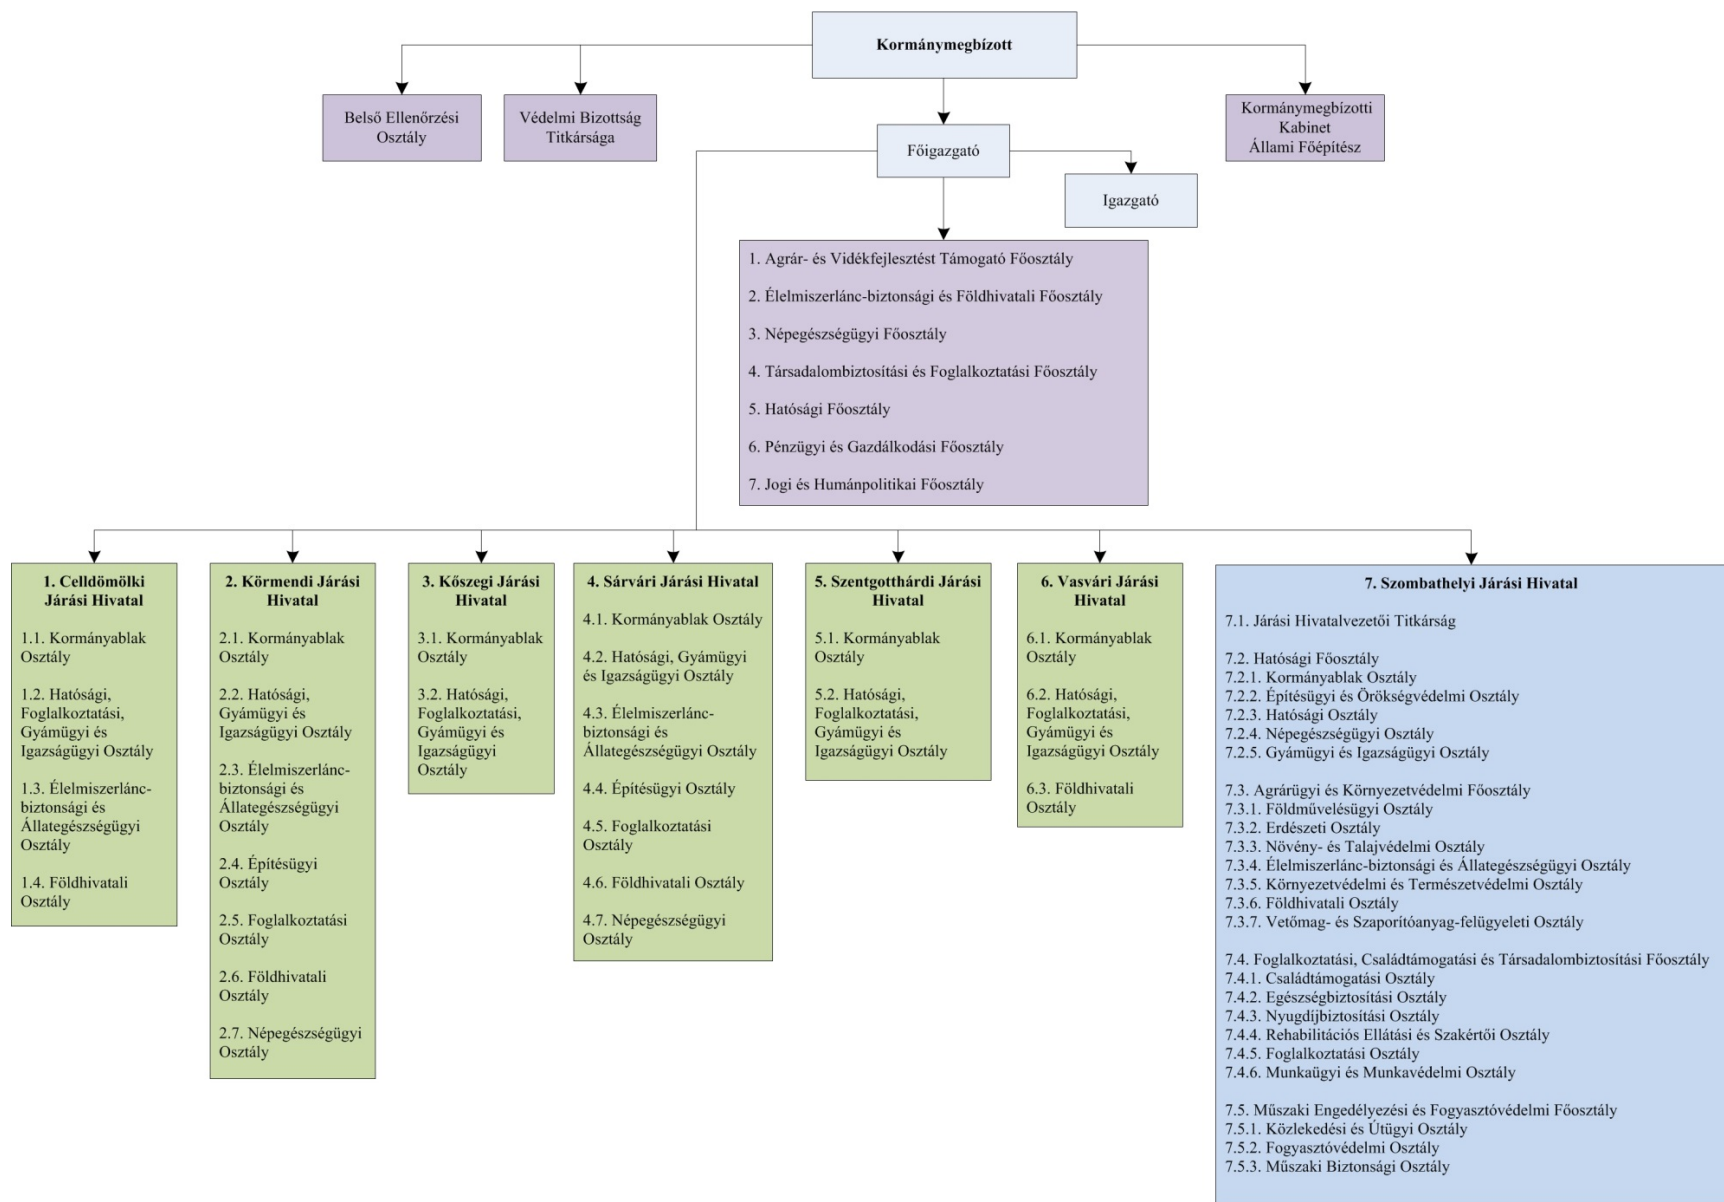 Kormánymegbízott
Belső Ellenőrzési
Osztály
Védelmi Bizottság
Titkársága
Kormánymegbízotti
Kabinet
Állami Főépítész
Főigazgató
Igazgató
1. Agrár- és Vidékfejlesztést Támogató Főosztály
2. Élelmiszerlánc-biztonsági és Földhivatali Főosztály
3. Népegészségügyi Főosztály
4. Társadalombiztosítási és Foglalkoztatási Főosztály
5. Hatósági Főosztály
6. Pénzügyi és Gazdálkodási Főosztály
7. Jogi és Humánpolitikai Főosztály
1. Celldömölki
Járási Hivatal
1.1. Kormányablak
Osztály
1.2. Hatósági,
Foglalkoztatási,
Gyámügyi és
Igazságügyi Osztály
1.3. Élelmiszerlánc-
biztonsági és
Állategészségügyi
Osztály
1.4. Földhivatali
Osztály
2. Körmendi Járási
Hivatal
2.1. Kormányablak
Osztály
2.2. Hatósági,
Gyámügyi és
Igazságügyi Osztály
2.3. Élelmiszerlánc-
biztonsági és
Állategészségügyi
Osztály
2.4. Építésügyi
Osztály
2.5. Foglalkoztatási
Osztály
2.6. Földhivatali
Osztály
2.7. Népegészségügyi
Osztály
3. Kőszegi Járási
Hivatal
3.1. Kormányablak
Osztály
3.2. Hatósági,
Foglalkoztatási,
Gyámügyi és
Igazságügyi
Osztály
4. Sárvári Járási Hivatal
4.1. Kormányablak Osztály
4.2. Hatósági, Gyámügyi
és Igazságügyi Osztály
4.3. Élelmiszerlánc-
biztonsági és
Állategészségügyi Osztály
4.4. Építésügyi Osztály
4.5. Foglalkoztatási
Osztály
4.6. Földhivatali Osztály
4.7. Népegészségügyi
Osztály
5. Szentgotthárdi Járási
Hivatal
5.1. Kormányablak
Osztály
5.2. Hatósági,
Foglalkoztatási,
Gyámügyi és
Igazságügyi Osztály
6. Vasvári Járási
Hivatal
6.1. Kormányablak
Osztály
6.2. Hatósági,
Foglalkoztatási,
Gyámügyi és
Igazságügyi Osztály
6.3. Földhivatali
Osztály
7. Szombathelyi Járási Hivatal
7.1. Járási Hivatalvezetői Titkárság
7.2. Hatósági Főosztály
7.2.1. Kormányablak Osztály
7.2.2. Építésügyi és Örökségvédelmi Osztály
7.2.3. Hatósági Osztály
7.2.4. Népegészségügyi Osztály
7.2.5. Gyámügyi és Igazságügyi Osztály
7.3. Agrárügyi és Környezetvédelmi Főosztály
7.3.1. Földművelésügyi Osztály
7.3.2. Erdészeti Osztály
7.3.3. Növény- és Talajvédelmi Osztály
7.3.4. Élelmiszerlánc-biztonsági és Állategészségügyi Osztály
7.3.5. Környezetvédelmi és Természetvédelmi Osztály
7.3.6. Földhivatali Osztály
7.3.7. Vetőmag- és Szaporítóanyag-felügyeleti Osztály
7.4. Foglalkoztatási, Családtámogatási és Társadalombiztosítási Főosztály
7.4.1. Családtámogatási Osztály
7.4.2. Egészségbiztosítási Osztály
7.4.3. Nyugdíjbiztosítási Osztály
7.4.4. Rehabilitációs Ellátási és Szakértői Osztály
7.4.5. Foglalkoztatási Osztály
7.4.6. Munkaügyi és Munkavédelmi Osztály
7.5. Műszaki Engedélyezési és Fogyasztóvédelmi Főosztály
7.5.1. Közlekedési és Útügyi Osztály
7.5.2. Fogyasztóvédelmi Osztály
7.5.3. Műszaki Biztonsági Osztály